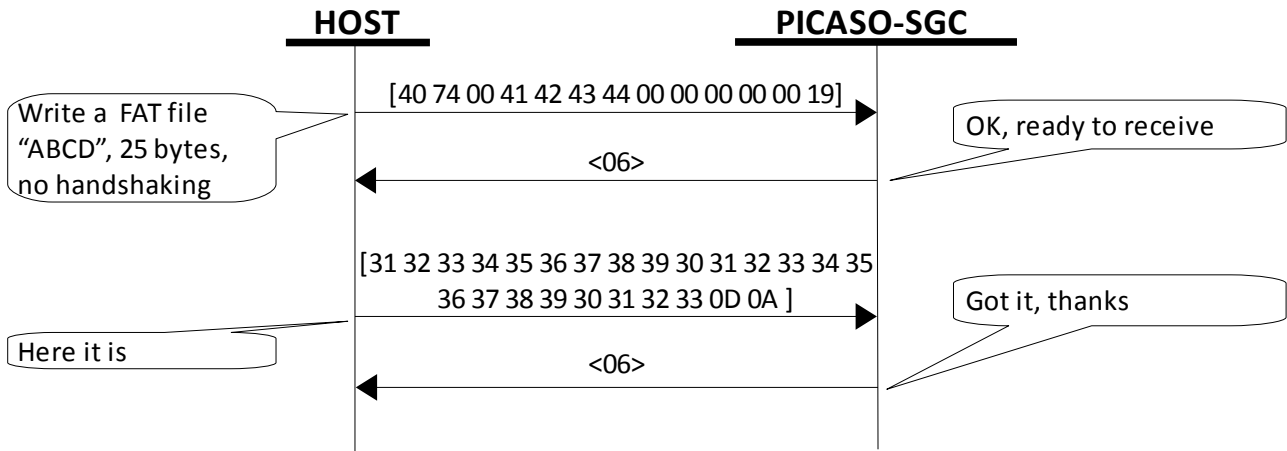 HOST
PICASO-SGC
[40 74 00 41 42 43 44 00 00 00 00 00 19]
Write a FAT file
“ABCD”, 25 bytes,
no handshaking
OK, ready to receive
<06>
[31 32 33 34 35 36 37 38 39 30 31 32 33 34 35
36 37 38 39 30 31 32 33 0D 0A ]
Got it, thanks
Here it is
<06>